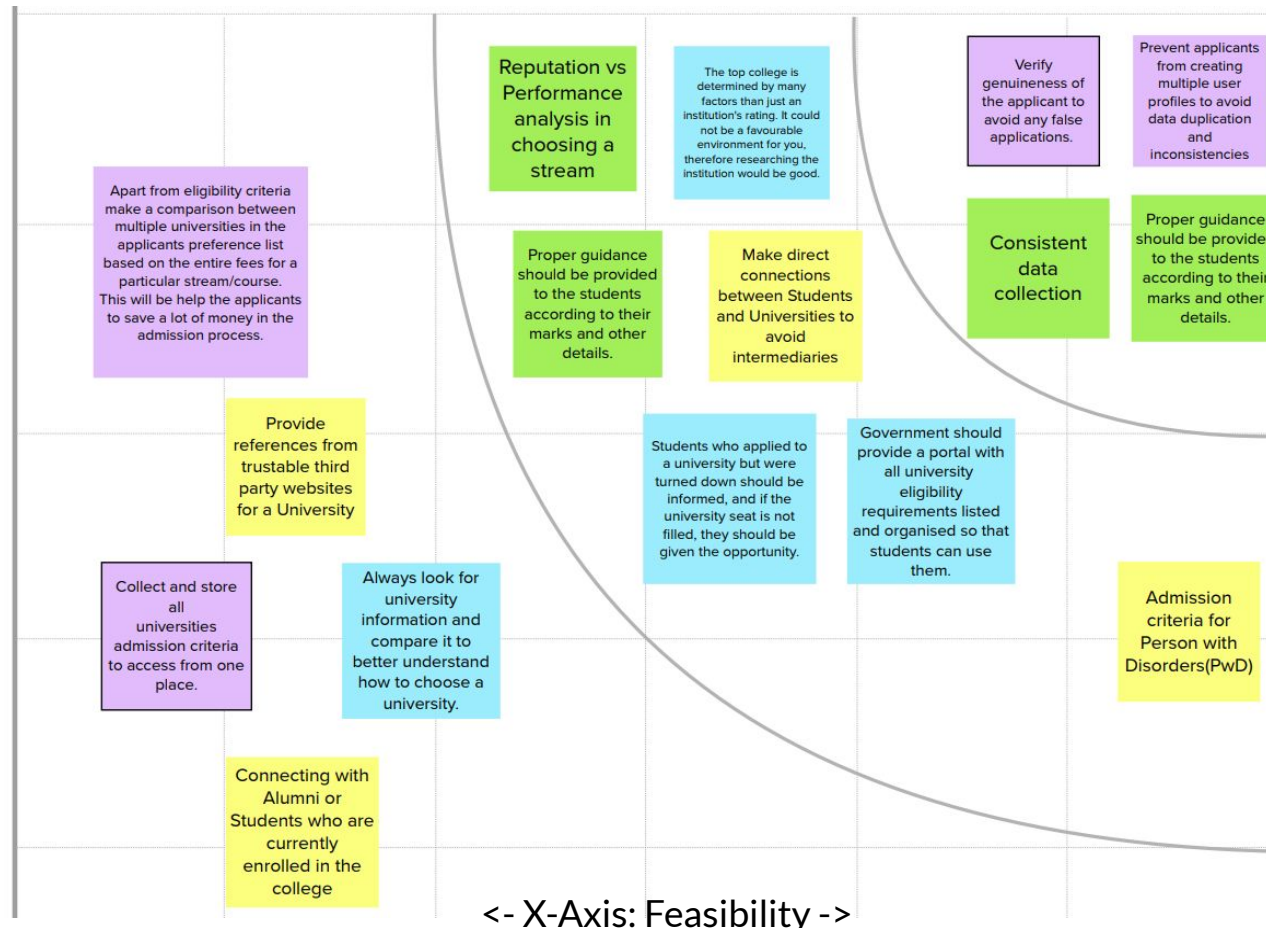 Reputation vs
Performance
analysis in
choosing a
stream
The top college is
determined by many
factors than just an
institution's rating. It could
not be a favourable
environment for you,
therefore researching the
institution would be good.
Verify
genuineness of
the applicant to
avoid any false
applications.
Prevent applicants
from creating
multiple user
profiles to avoid
data duplication
and
inconsistencies
Apart from eligibility criteria
make a comparison between
multiple universities in the
applicants preference list
based on the entire fees for a
particular stream/course.
This will be help the applicants
to save a lot of money in the
admission process.
Proper guidance
should be provided
to the students
according to their
marks and other
details.
Make direct
connections
between Students
and Universities to
avoid
intermediaries
Consistent
data
collection
Proper guidance
should be provide
to the students
according to their
marks and other
details.
Provide
references from
trustable third
party websites
for a University
Students who applied to
a university but were
turned down should be
informed, and if the
university seat is not
filled, they should be
given the opportunity.
Government should
provide a portal with
all university
eligibility
requirements listed
and organised so that
students can use
them.
Collect and store
all
universities
admission criteria
to access from one
place.
Always look for
university
information and
compare it to
better understand
how to choose a
university.
Admission
criteria for
Person with
Disorders(PwD)
Connecting with
Alumni or
Students who are
currently
enrolled in the
college
<- X-Axis: Feasibility ->